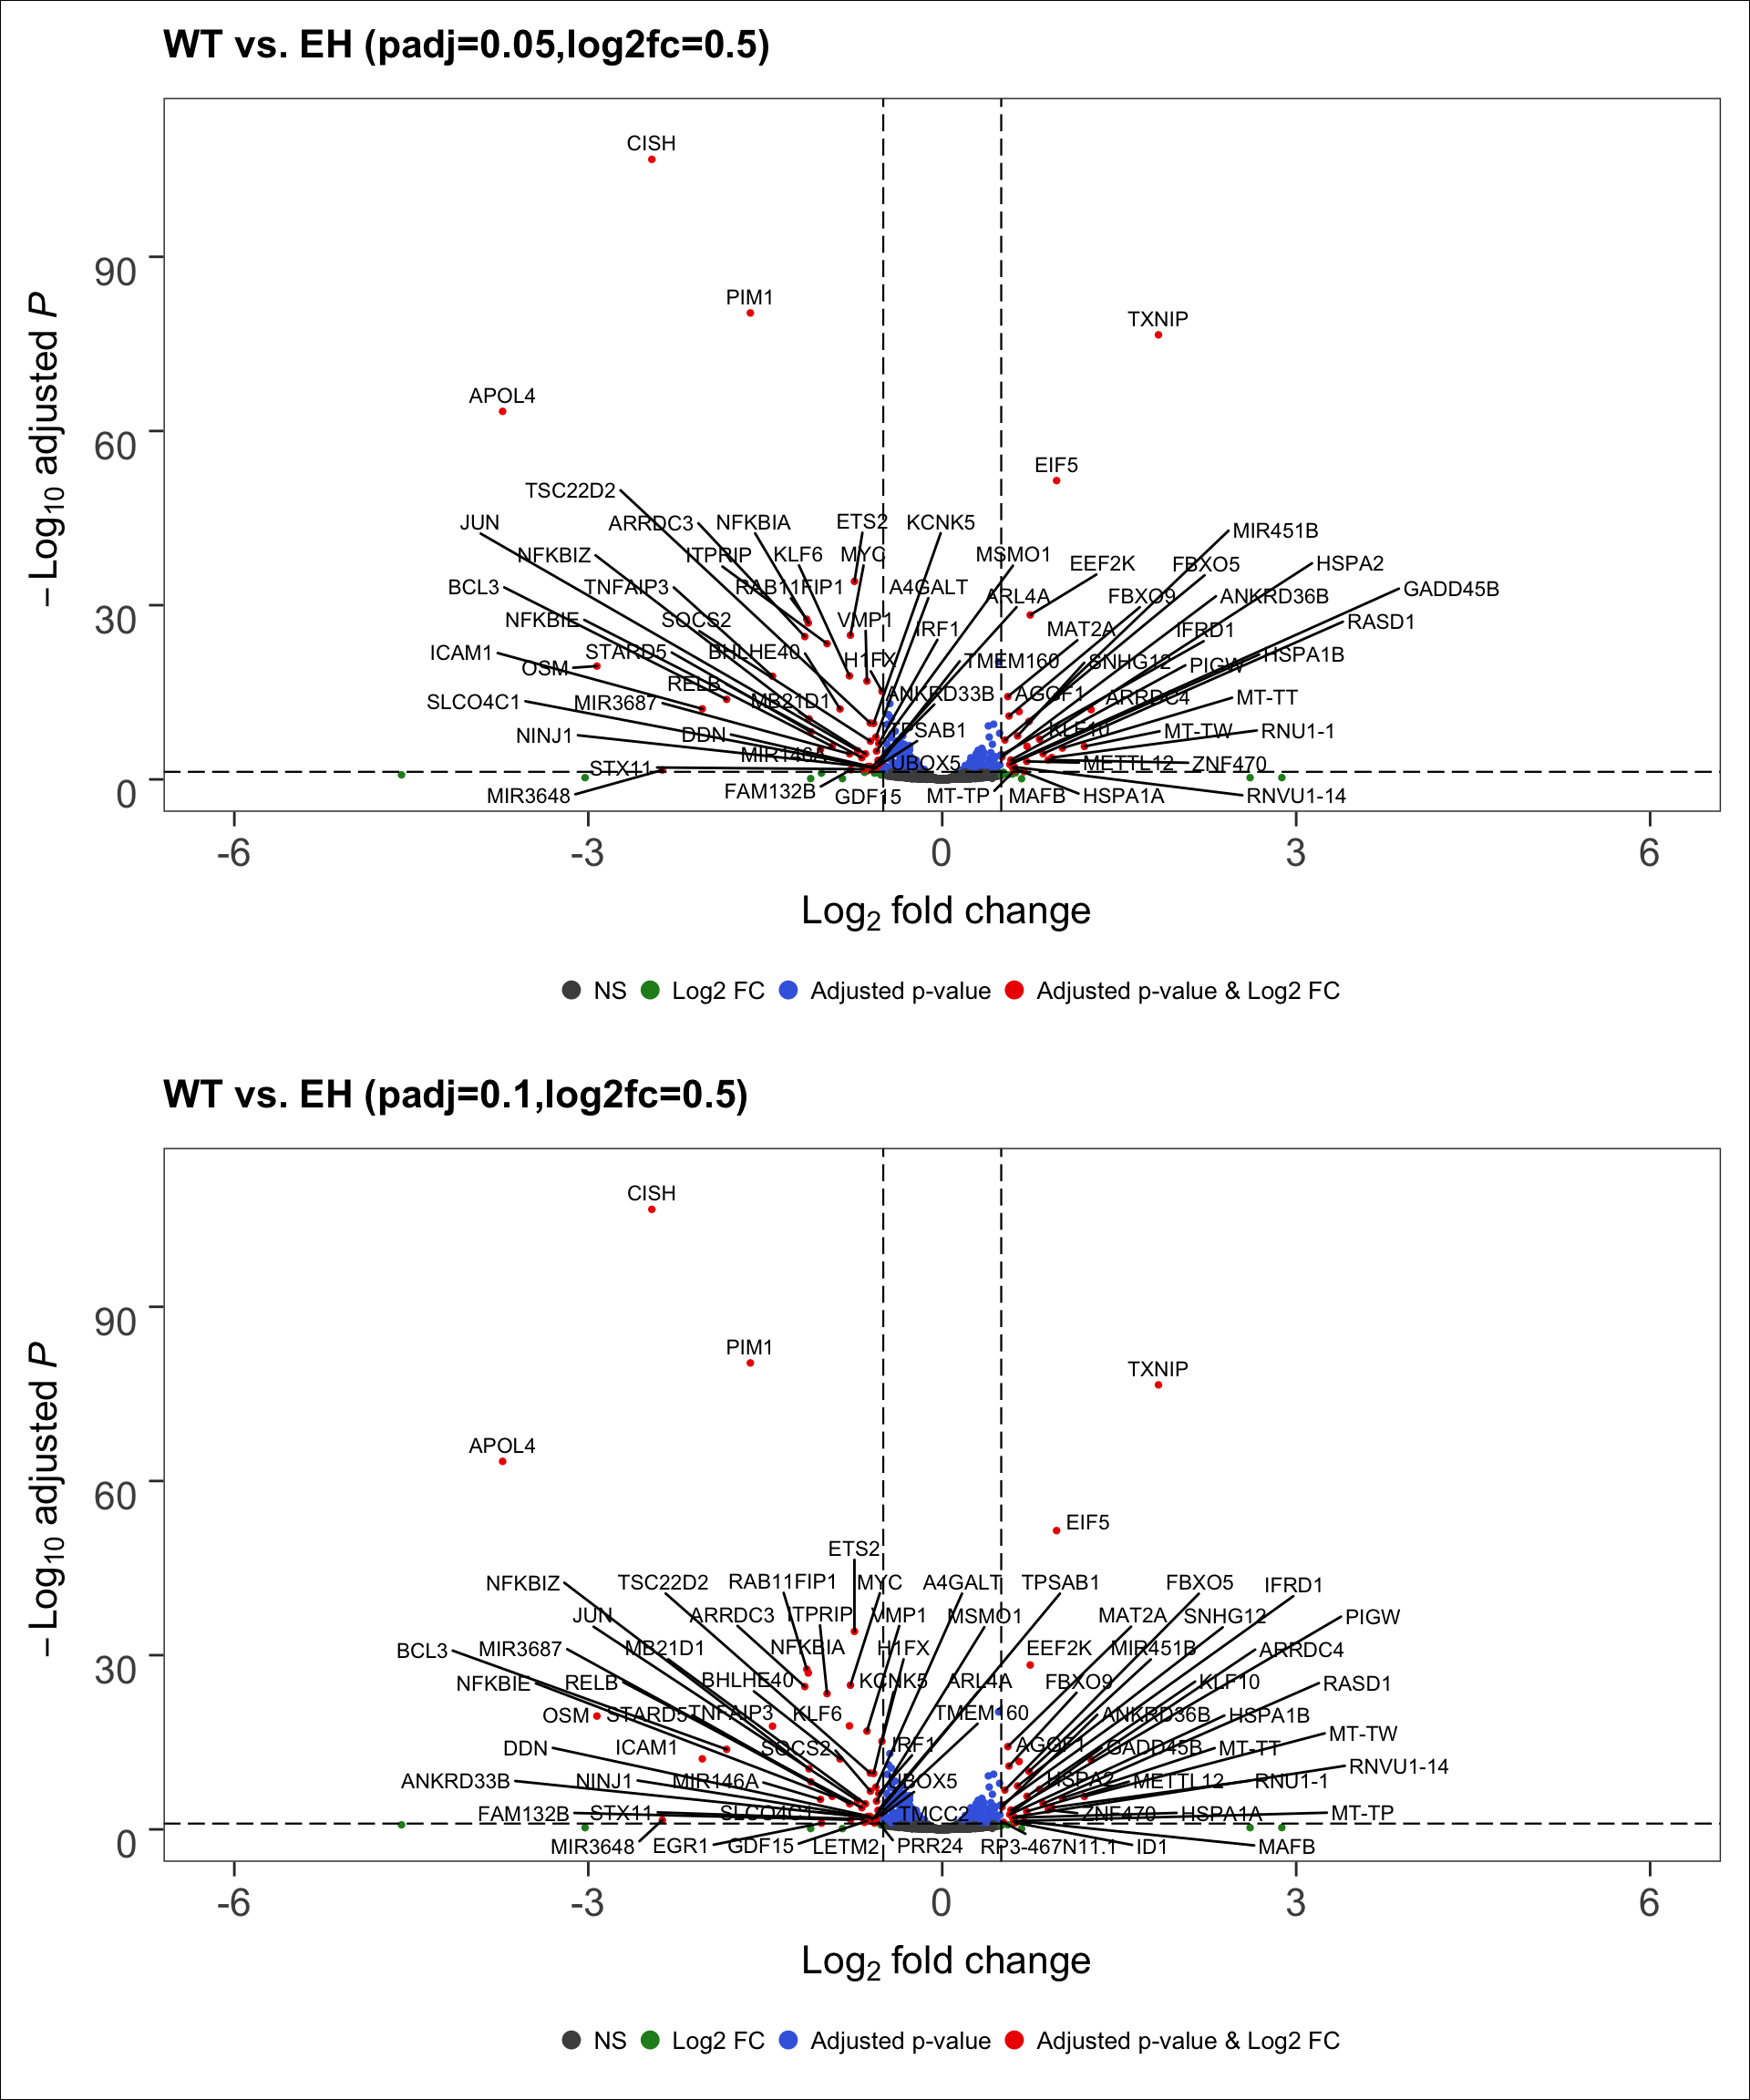 WT vs. EH (padj=0.05,log2fc=0.5)
CISH
90
PIM1
TXNIP
APOL4
60
EIF5
TSC22D2
JUN ARRDC3 NFKBIA ETS2 KCNK5 MIR451B
NFKBIZ ITPRIP KLF6 MYC MSMO1 EEF2K FBXO5 HSPA2
BCL3 TNFAIP3 RAB11FIP1 A4GALT ARL4A FBXO9 ANKRD36B GADD45B
30
NFKBIE SOCS2 VMP1 IRF1 MAT2A IFRD1 RASD1
ICAM1 OSM STARD5 BHLHE40 H1FX TMEM160 SNHG12 PIGW HSPA1B
SLCO4C1 MIR3687 RELB MB21D1 ANKRD33B AGGF1 ARRDC4 MT-TT
NINJ1 DDN TPSAB1 KLF10 MT-TW RNU1-1
STX11 MIR146A UBOX5 METTL12 ZNF470
MIR3648 FAM132B GDF15 MT-TP MAFB HSPA1A RNVU1-14
0
-6 -3 0 3 6
− Log10 adjusted P
Log2 fold change
NS Log2 FC Adjusted p-value Adjusted p-value & Log2 FC
WT vs. EH (padj=0.1,log2fc=0.5)
CISH
90
PIM1
TXNIP
APOL4
60
EIF5
ETS2
NFKBIZ TSC22D2 RAB11FIP1 MYC A4GALT TPSAB1 FBXO5 IFRD1
JUN ARRDC3 ITPRIP VMP1 MSMO1 MAT2A SNHG12 PIGW
30
BCL3 MIR3687 MB21D1 NFKBIA H1FX EEF2K MIR451B ARRDC4
NFKBIE RELB BHLHE40 KCNK5 ARL4A FBXO9 KLF10 RASD1
OSM STARD5 TNFAIP3 KLF6 TMEM160 ANKRD36B HSPA1B
DDN ICAM1 SOCS2 IRF1 AGGF1 GADD45B MT-TT MT-TW
ANKRD33B NINJ1 MIR146A UBOX5 HSPA2 METTL12 RNU1-1 RNVU1-14
FAM132B STX11 SLCO4C1 TMCC2 ZNF470 HSPA1A MT-TP
MIR3648 EGR1 GDF15 LETM2 PRR24 RP3-467N11.1 ID1 MAFB
0
-6 -3 0 3 6
− Log10 adjusted P
Log2 fold change
NS Log2 FC Adjusted p-value Adjusted p-value & Log2 FC